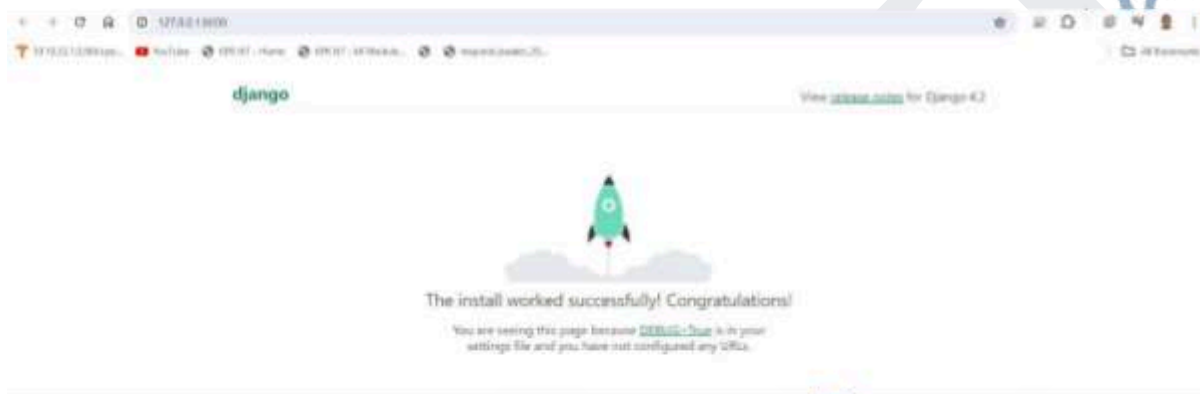 127.0.0.1:8000
YouTube
django
View release notes for Django 4.2
The install worked successfully! Congratulations!
You are seeing this page because DEBUG=True is in your
settings file and you have not configured any URLs.